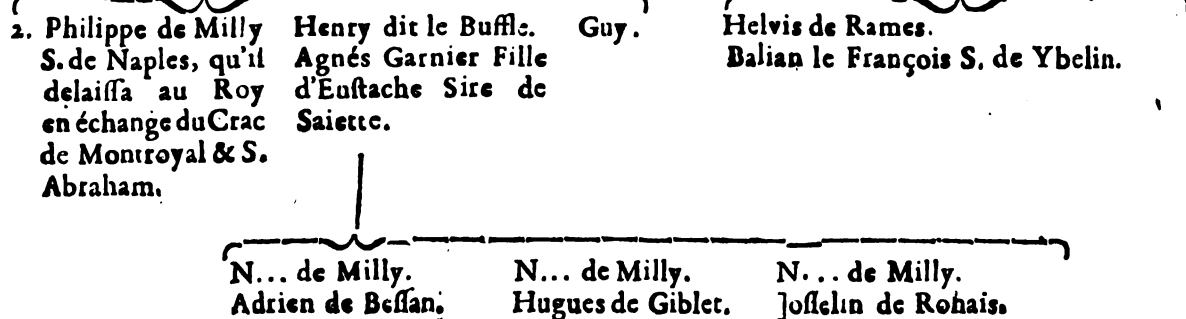 2. Philippe de Milly
S. de Naples, qu'il
delaiſſa au Roy
en échange du Crac
de Montroyal & S.
Abraham.
Henry dit le Buffle.
Agnés Garnier Fille
d'Euſtache Sire de
Saiette.
Guy.
Helvis de Rames.
Balian le François S. de Ybelin.
N... de Milly.
Adrien de Beſſan.
N... de Milly.
Hugues de Giblet.
N... de Milly.
Joſſelin de Rohais.